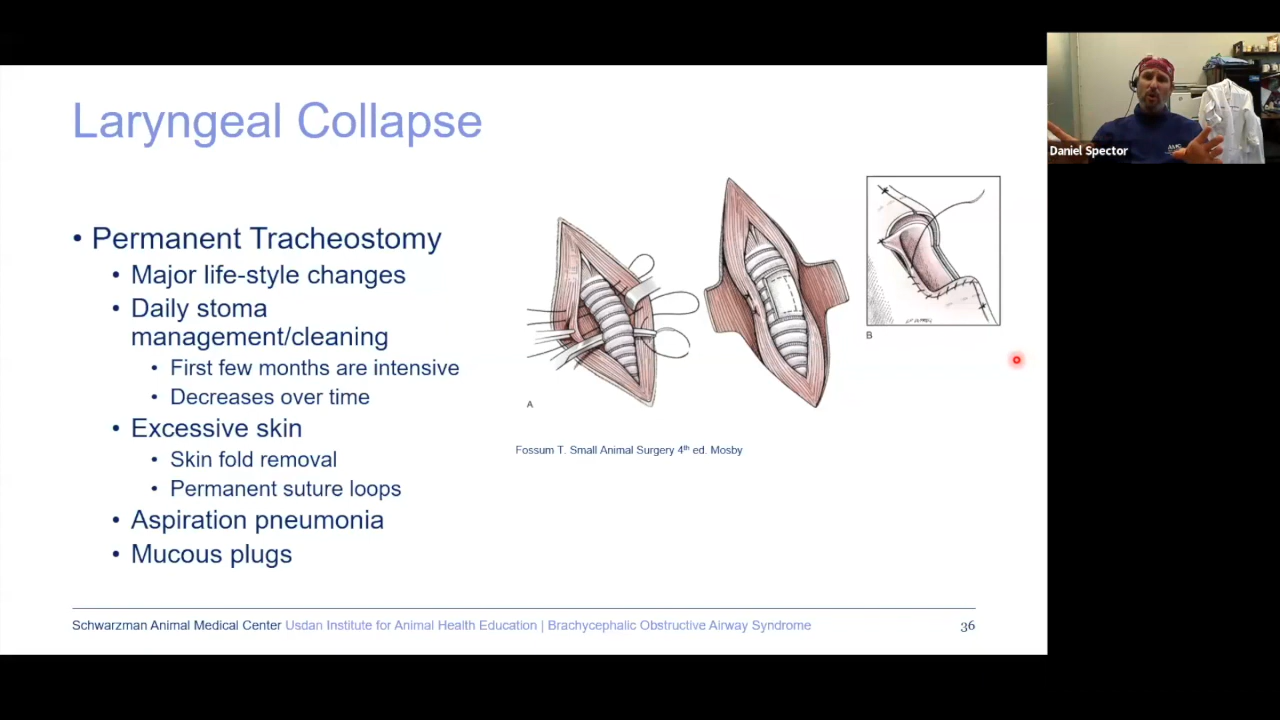 Laryngeal Collapse
• Permanent Tracheostomy
• Major life-style changes
• Daily stoma
management/cleaning
• First few months are intensive
• Decreases over time
• Excessive skin
• Skin fold removal
• Permanent suture loops
• Aspiration pneumonia
• Mucous plugs
A
B
Fossum T. Small Animal Surgery 4th ed. Mosby
Schwarzman Animal Medical Center Usdan Institute for Animal Health Education | Brachycephalic Obstructive Airway Syndrome
36
Daniel Spector